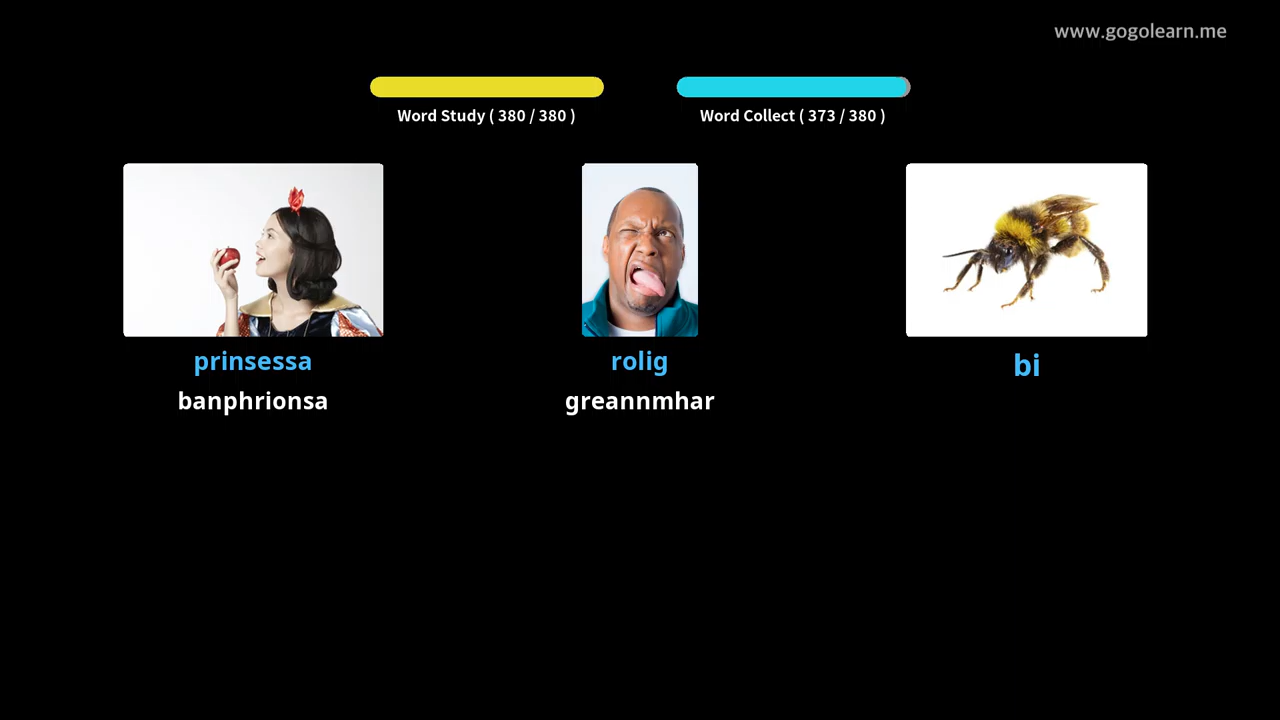 www.gogolearn.me
Word Study ( 380 / 380 )
Word Collect ( 373 / 380 )
prinsessa
rolig
bi
banphrionsa
greannmhar